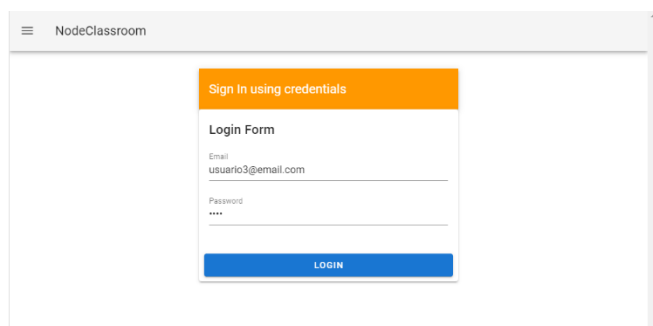 NodeClassroom
Sign In using credentials
Login Form
Email
usuario3@email.com
Password
••••
LOGIN